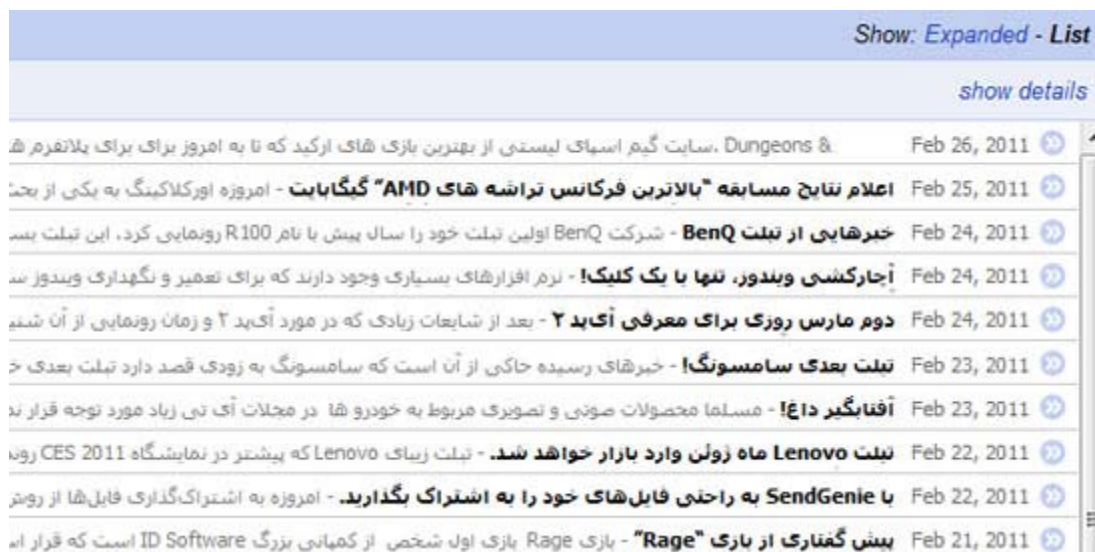 Show: Expanded - List
show details
Feb 26, 2011 Dungeons & .سایت گیم اسپای لیستی از بهترین بازی های ارکید که تا به امروز برای برای پلاتفرم
Feb 25, 2011 اعلام نتایج مسابقه "بالاترین فرکانس تراشه های AMD" گیگابایت - امروزه اورکلاکینگ به یکی از
Feb 24, 2011 خبرهایی از تبلت BenQ - شرکت BenQ اولین تبلت خود را سال پیش با نام R100 رونمایی کرد، این تبلت
Feb 24, 2011 آچارکشی ویندوز، تنها با یک کلیک! - نرم افزارهای بسیاری وجود دارند که برای تعمیر و نگهداری ویندوز
Feb 24, 2011 دوم مارس روزی برای معرفی آی‌پد ۲ - بعد از شایعات زیادی که در مورد آی‌پد ۲ و زمان رونمایی از آن
Feb 23, 2011 تبلت بعدی سامسونگ! - خبرهای رسیده حاکی از آن است که سامسونگ به زودی قصد دارد تبلت بعدی
Feb 23, 2011 آفتابگیر داغ! - مسلما محصولات صوتی و تصویری مربوط به خودرو ها در مجلات آی تی زیاد مورد توجه قرار
Feb 22, 2011 تبلت Lenovo ماه ژوئن وارد بازار خواهد شد. - تبلت زیبای Lenovo که پیشتر در نمایشگاه CES 2011
Feb 22, 2011 با SendGenie به راحتی فایل‌های خود را به اشتراک بگذارید. - امروزه به اشتراک‌گذاری فایل‌ها از روش
Feb 21, 2011 پیش گفتاری از بازی "Rage" - بازی Rage بازی اول شخص از کمپانی بزرگ ID Software است که قرار